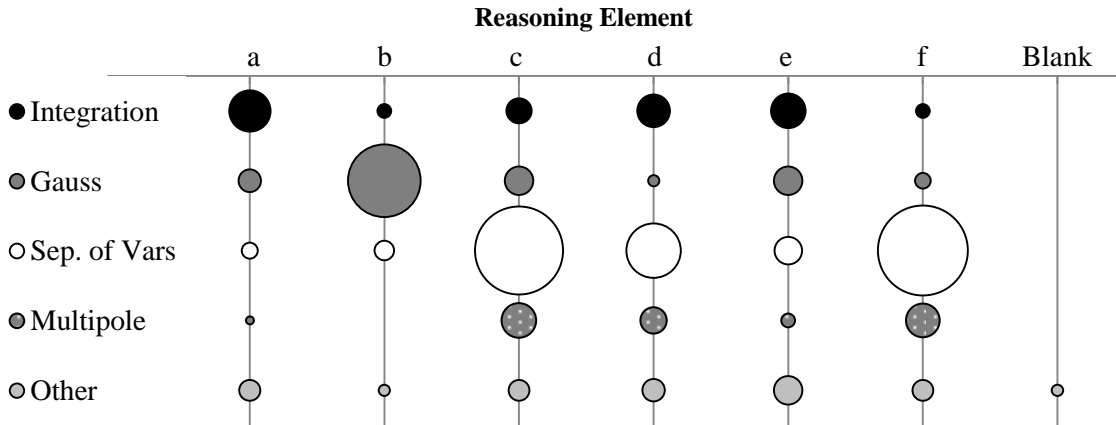 Reasoning Element
a b c d e f Blank
Integration
Gauss
Sep. of Vars
Multipole
Other